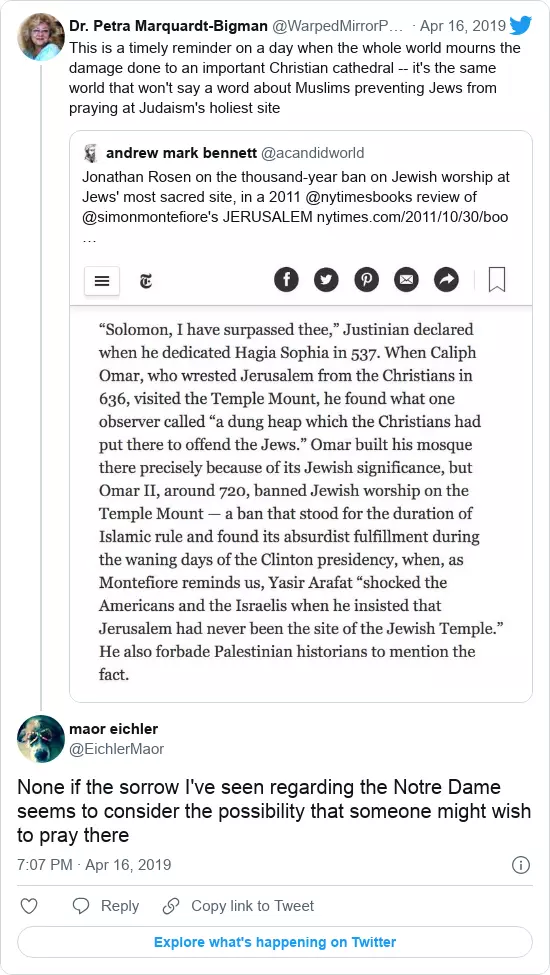 Dr. Petra Marquardt-Bigman @WarpedMirrorP... · Apr 16, 2019
This is a timely reminder on a day when the whole world mourns the
damage done to an important Christian cathedral -- it's the same
world that won't say a word about Muslims preventing Jews from
praying at Judaism's holiest site
andrew mark bennett @acandidworld
Jonathan Rosen on the thousand-year ban on Jewish worship at
Jews' most sacred site, in a 2011 @nytimesbooks review of
@simonmontefiore's JERUSALEM nytimes.com/2011/10/30/boo
…
“Solomon, I have surpassed thee,” Justinian declared
when he dedicated Hagia Sophia in 537. When Caliph
Omar, who wrested Jerusalem from the Christians in
636, visited the Temple Mount, he found what one
observer called “a dung heap which the Christians had
put there to offend the Jews.” Omar built his mosque
there precisely because of its Jewish significance, but
Omar II, around 720, banned Jewish worship on the
Temple Mount — a ban that stood for the duration of
Islamic rule and found its absurdist fulfillment during
the waning days of the Clinton presidency, when, as
Montefiore reminds us, Yasir Arafat “shocked the
Americans and the Israelis when he insisted that
Jerusalem had never been the site of the Jewish Temple.”
He also forbade Palestinian historians to mention the
fact.
maor eichler
@EichlerMaor
None if the sorrow I've seen regarding the Notre Dame
seems to consider the possibility that someone might wish
to pray there
7:07 PM · Apr 16, 2019
Reply Copy link to Tweet
Explore what's happening on Twitter